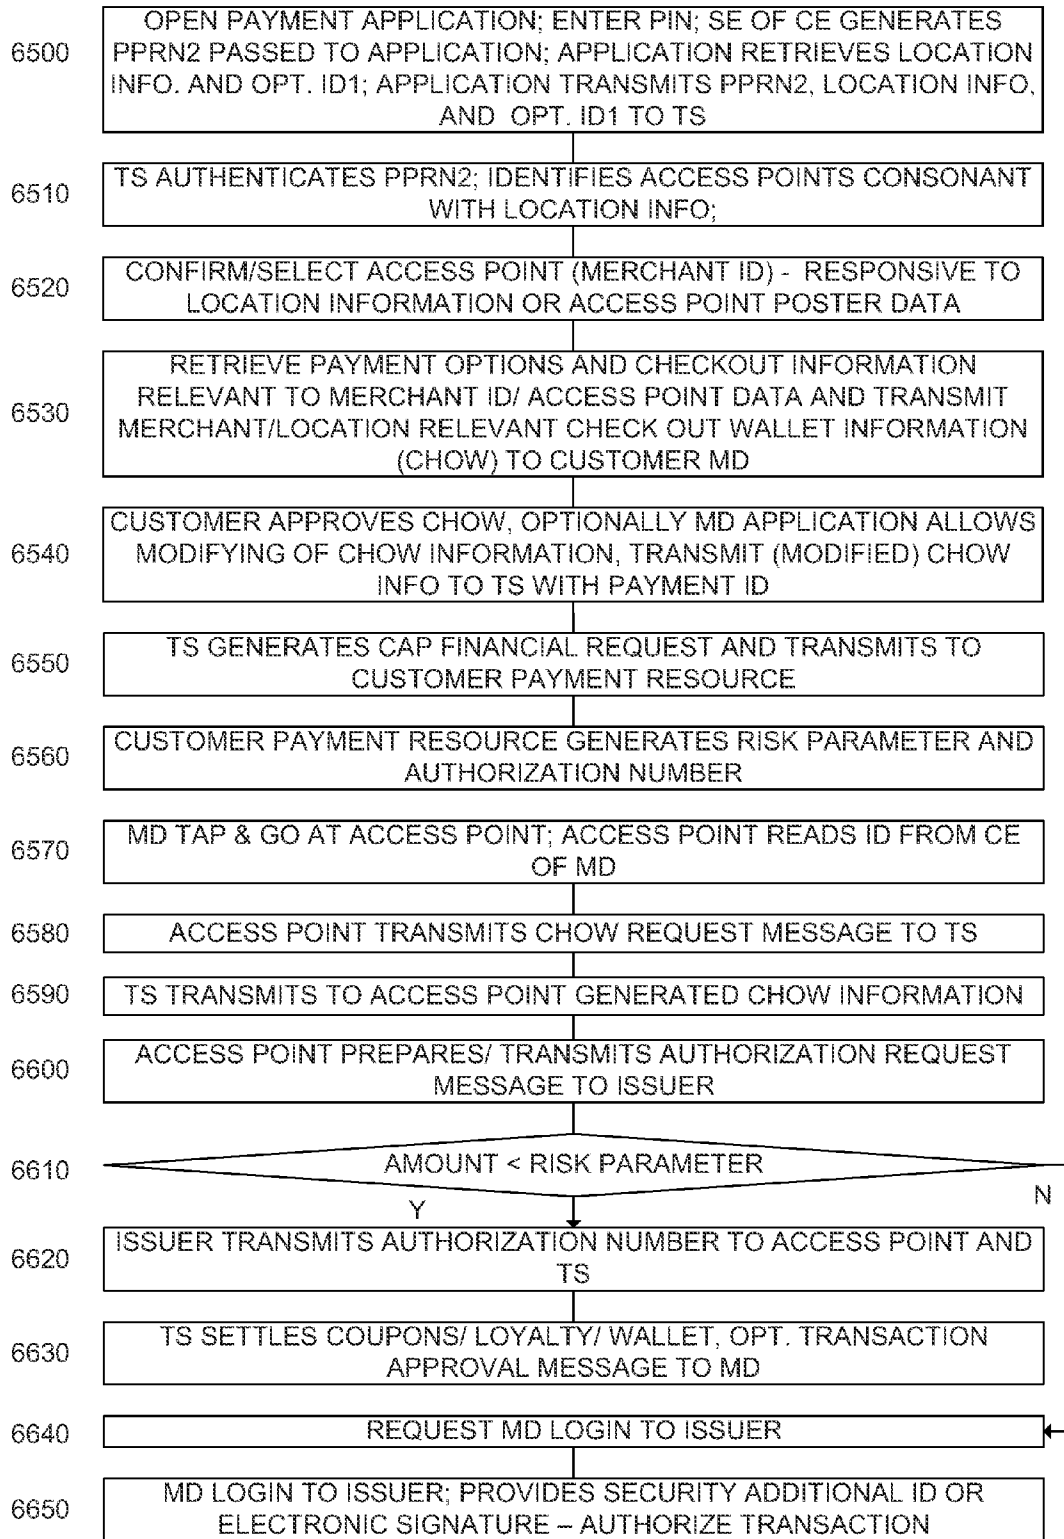 6500
OPEN PAYMENT APPLICATION; ENTER PIN; SE OF CE GENERATES
PPRN2 PASSED TO APPLICATION; APPLICATION RETRIEVES LOCATION
INFO. AND OPT. ID1; APPLICATION TRANSMITS PPRN2, LOCATION INFO,
AND OPT. ID1 TO TS
6510
TS AUTHENTICATES PPRN2; IDENTIFIES ACCESS POINTS CONSONANT
WITH LOCATION INFO;
6520
CONFIRM/SELECT ACCESS POINT (MERCHANT ID) - RESPONSIVE TO
LOCATION INFORMATION OR ACCESS POINT POSTER DATA
6530
RETRIEVE PAYMENT OPTIONS AND CHECKOUT INFORMATION
RELEVANT TO MERCHANT ID/ ACCESS POINT DATA AND TRANSMIT
MERCHANT/LOCATION RELEVANT CHECK OUT WALLET INFORMATION
(CHOW) TO CUSTOMER MD
6540
CUSTOMER APPROVES CHOW, OPTIONALLY MD APPLICATION ALLOWS
MODIFYING OF CHOW INFORMATION, TRANSMIT (MODIFIED) CHOW
INFO TO TS WITH PAYMENT ID
6550
TS GENERATES CAP FINANCIAL REQUEST AND TRANSMITS TO
CUSTOMER PAYMENT RESOURCE
6560
CUSTOMER PAYMENT RESOURCE GENERATES RISK PARAMETER AND
AUTHORIZATION NUMBER
6570
MD TAP & GO AT ACCESS POINT; ACCESS POINT READS ID FROM CE
OF MD
6580
ACCESS POINT TRANSMITS CHOW REQUEST MESSAGE TO TS
6590
TS TRANSMITS TO ACCESS POINT GENERATED CHOW INFORMATION
6600
ACCESS POINT PREPARES/ TRANSMITS AUTHORIZATION REQUEST
MESSAGE TO ISSUER
6610
AMOUNT < RISK PARAMETER
Y
N
6620
ISSUER TRANSMITS AUTHORIZATION NUMBER TO ACCESS POINT AND
TS
6630
TS SETTLES COUPONS/ LOYALTY/ WALLET, OPT. TRANSACTION
APPROVAL MESSAGE TO MD
6640
REQUEST MD LOGIN TO ISSUER
6650
MD LOGIN TO ISSUER; PROVIDES SECURITY ADDITIONAL ID OR
ELECTRONIC SIGNATURE – AUTHORIZE TRANSACTION